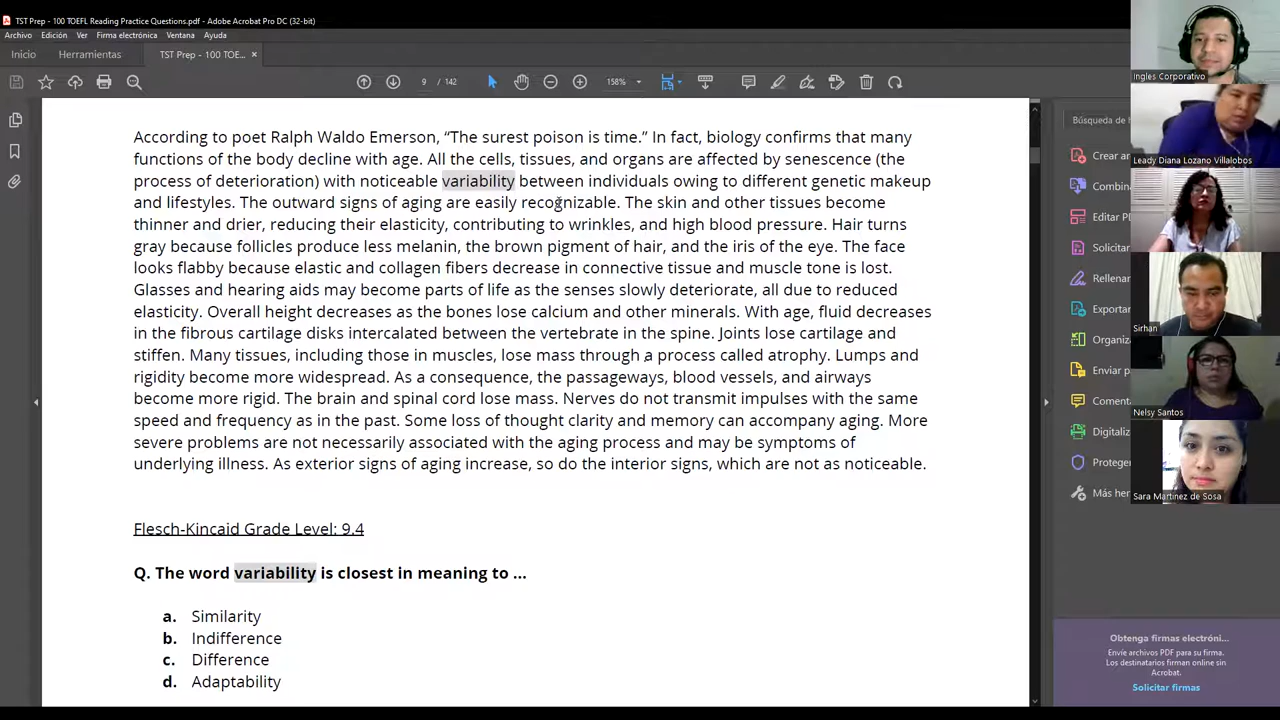 TST Prep - 100 TOEFL Reading Practice Questions.pdf - Adobe Acrobat Pro DC (32-bit)
Archivo Edición Ver Firma electrónica Ventana Ayuda
Inicio Herramientas TST Prep - 100 TOE... ×
9 / 142 158%
According to poet Ralph Waldo Emerson, “The surest poison is time.” In fact, biology confirms that many
functions of the body decline with age. All the cells, tissues, and organs are affected by senescence (the
process of deterioration) with noticeable variability between individuals owing to different genetic makeup
and lifestyles. The outward signs of aging are easily recognizable. The skin and other tissues become
thinner and drier, reducing their elasticity, contributing to wrinkles, and high blood pressure. Hair turns
gray because follicles produce less melanin, the brown pigment of hair, and the iris of the eye. The face
looks flabby because elastic and collagen fibers decrease in connective tissue and muscle tone is lost.
Glasses and hearing aids may become parts of life as the senses slowly deteriorate, all due to reduced
elasticity. Overall height decreases as the bones lose calcium and other minerals. With age, fluid decreases
in the fibrous cartilage disks intercalated between the vertebrate in the spine. Joints lose cartilage and
stiffen. Many tissues, including those in muscles, lose mass through a process called atrophy. Lumps and
rigidity become more widespread. As a consequence, the passageways, blood vessels, and airways
become more rigid. The brain and spinal cord lose mass. Nerves do not transmit impulses with the same
speed and frequency as in the past. Some loss of thought clarity and memory can accompany aging. More
severe problems are not necessarily associated with the aging process and may be symptoms of
underlying illness. As exterior signs of aging increase, so do the interior signs, which are not as noticeable.
Flesch-Kincaid Grade Level: 9.4
Q. The word variability is closest in meaning to ...
a. Similarity
b. Indifference
c. Difference
d. Adaptability
Búsqueda de h
Crear ar
Combina
Editar PD
Solicitar
Rellenar
Exportar
Organiza
Enviar p
Comenta
Digitaliz
Proteger
Más her
Obtenga firmas electróni...
Envíe archivos PDF para su firma.
Los destinatarios firman online sin
Acrobat.
Solicitar firmas
Ingles Corporativo
Leady Diana Lozano Villalobos
Sirhan
Nelsy Santos
Sara Martinez de Sosa